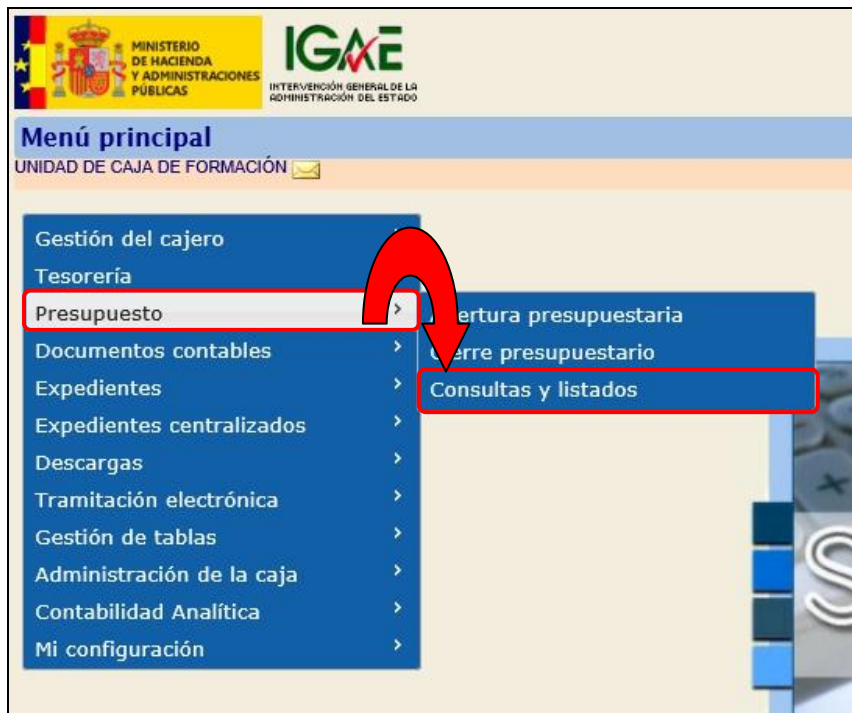 MINISTERIO
DE HACIENDA
Y ADMINISTRACIONES
PÚBLICAS
IGAE
INTERVENCIÓN GENERAL DE LA
ADMINISTRACIÓN DEL ESTADO
Menú principal
UNIDAD DE CAJA DE FORMACIÓN
Gestión del cajero
Tesorería
Presupuesto
ertura presupuestaria
Documentos contables
erre presupuestario
Expedientes
Consultas y listados
Expedientes centralizados
Descargas
Tramitación electrónica
Gestión de tablas
Administración de la caja
Contabilidad Analítica
Mi configuración
S